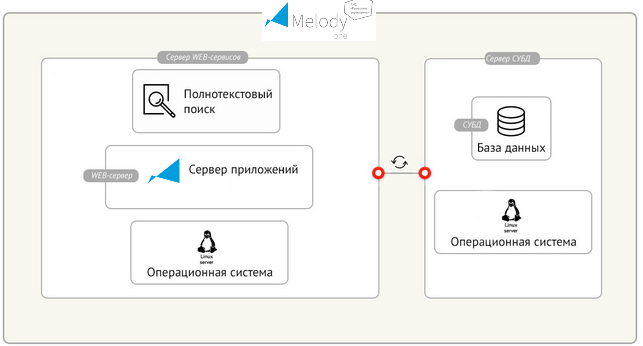 Melody
one
Сервер WEB-сервисов
Полнотекстовый
поиск
WEB-сервер
Сервер приложений
Linux
server
Операционная система
Сервер СУБД
СУБД
База данных
Linux
server
Операционная система